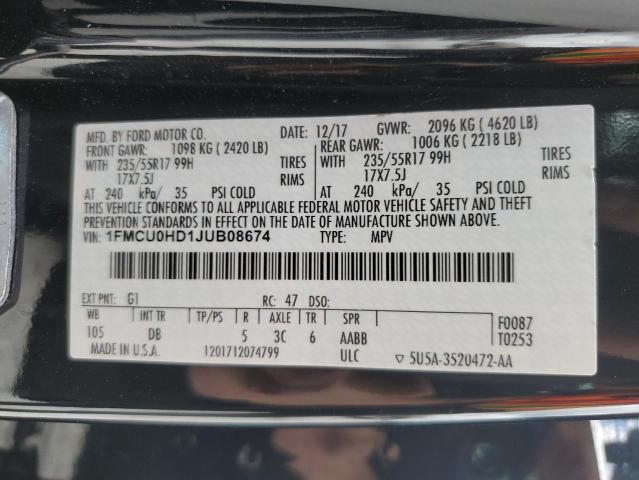 MFD. BY FORD MOTOR CO. DATE: 12/17 GVWR: 2096 KG ( 4620 LB)
FRONT GAWR: 1098 KG ( 2420 LB) REAR GAWR: 1006 KG ( 2218 LB)
WITH 235/55R17 99H TIRES WITH 235/55R17 99H TIRES
17X7.5J RIMS 17X7.5J RIMS
AT 240 kPa/ 35 PSI COLD AT 240 kPa/ 35 PSI COLD
THIS VEHICLE CONFORMS TO ALL APPLICABLE FEDERAL MOTOR VEHICLE SAFETY AND THEFT
PREVENTION STANDARDS IN EFFECT ON THE DATE OF MANUFACTURE SHOWN ABOVE.
VIN: 1FMCU0HD1JUB08674 TYPE: MPV
EXT PNT: G1 RC: 47 DSO:
WB INT TR TP/PS R AXLE TR SPR F0087
105 DB 5 3C 6 AABB T0253
MADE IN U.S.A. 1201712074799 ULC ▽ 5U5A-3520472-AA